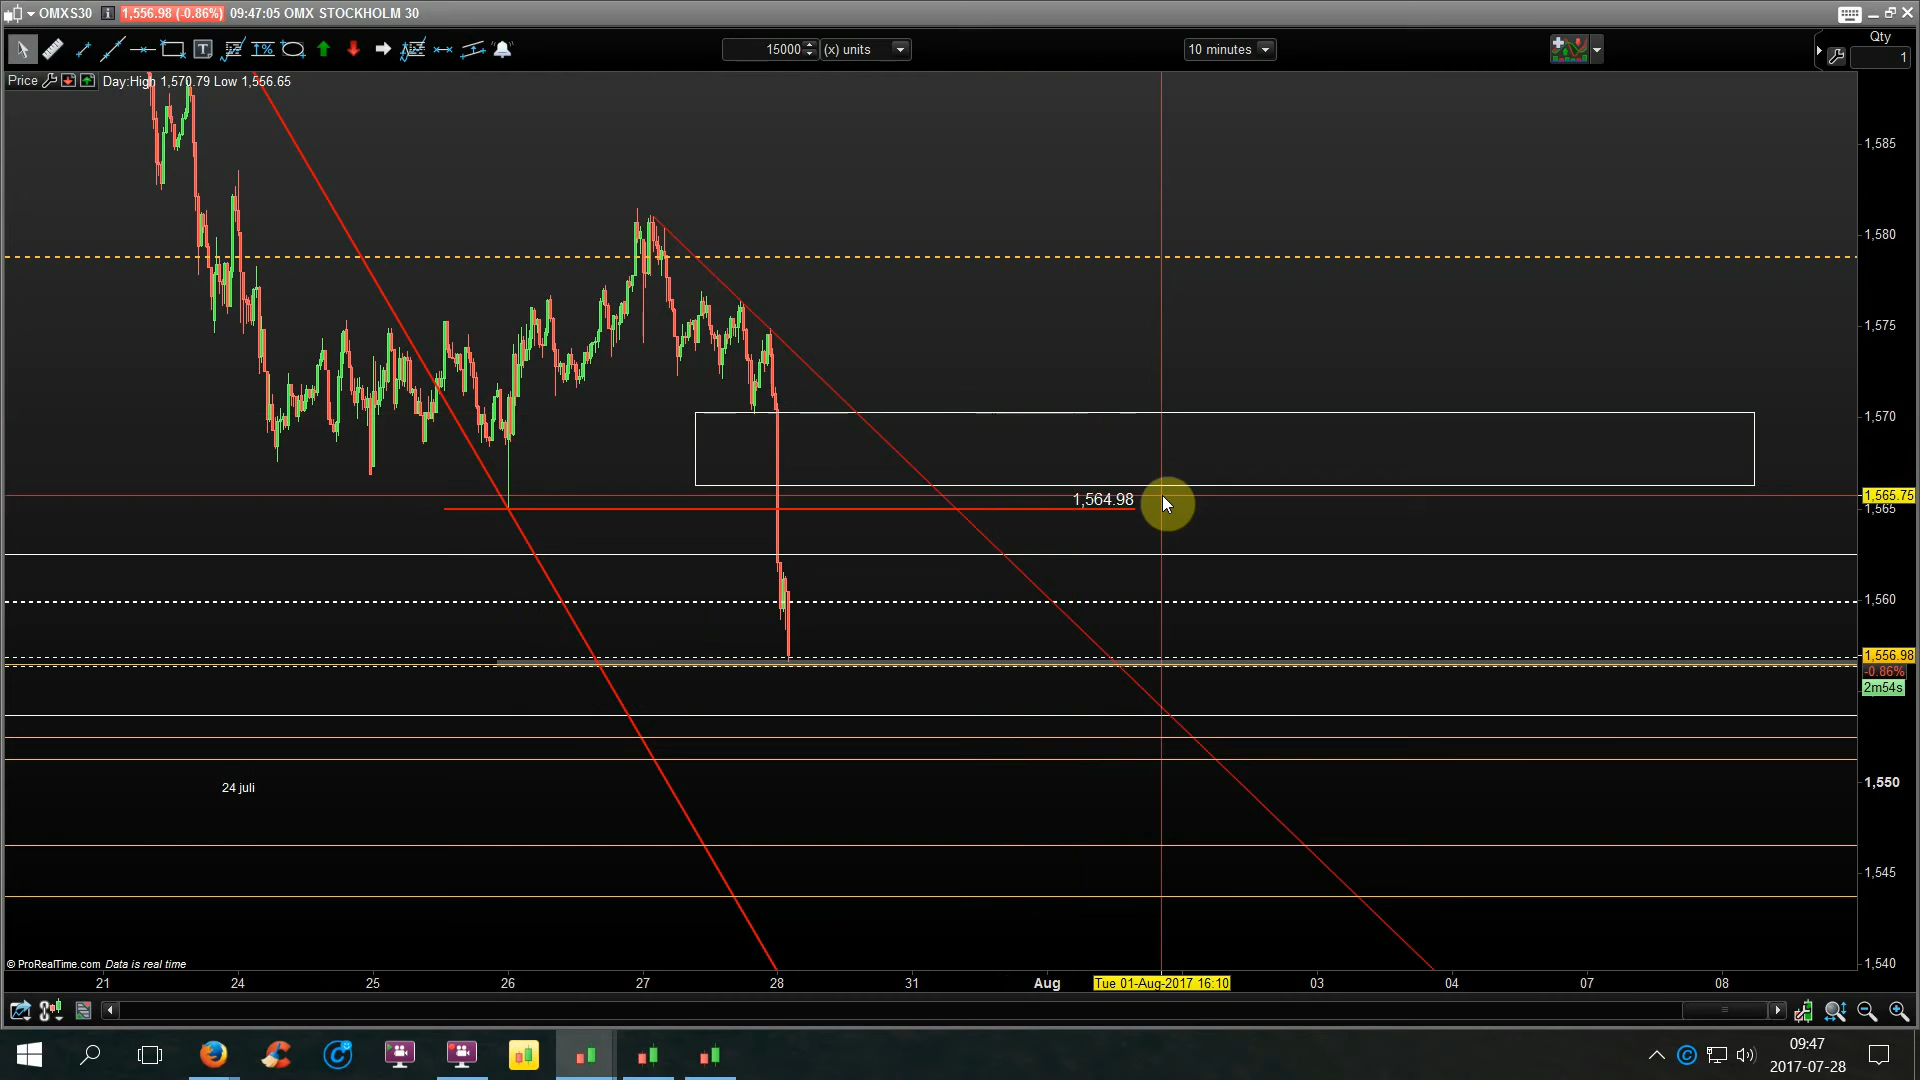 OMXS30 i 1,556.98 (-0.86%) 09:47:05 OMX STOCKHOLM 30
15000 (x) units 10 minutes Qty
1
Price Day:High 1,570.79 Low 1,556.65
1,585
1,580
1,575
1,570
1,564.98
1,565.75
1,565
1,560
1,556.98
-0.86%
2m54s
1,550
24 juli
1,545
1,540
© ProRealTime.com Data is real time
21 24 25 26 27 28 31 Aug Tue 01-Aug-2017 16:10 03 04 07 08
09:47
2017-07-28